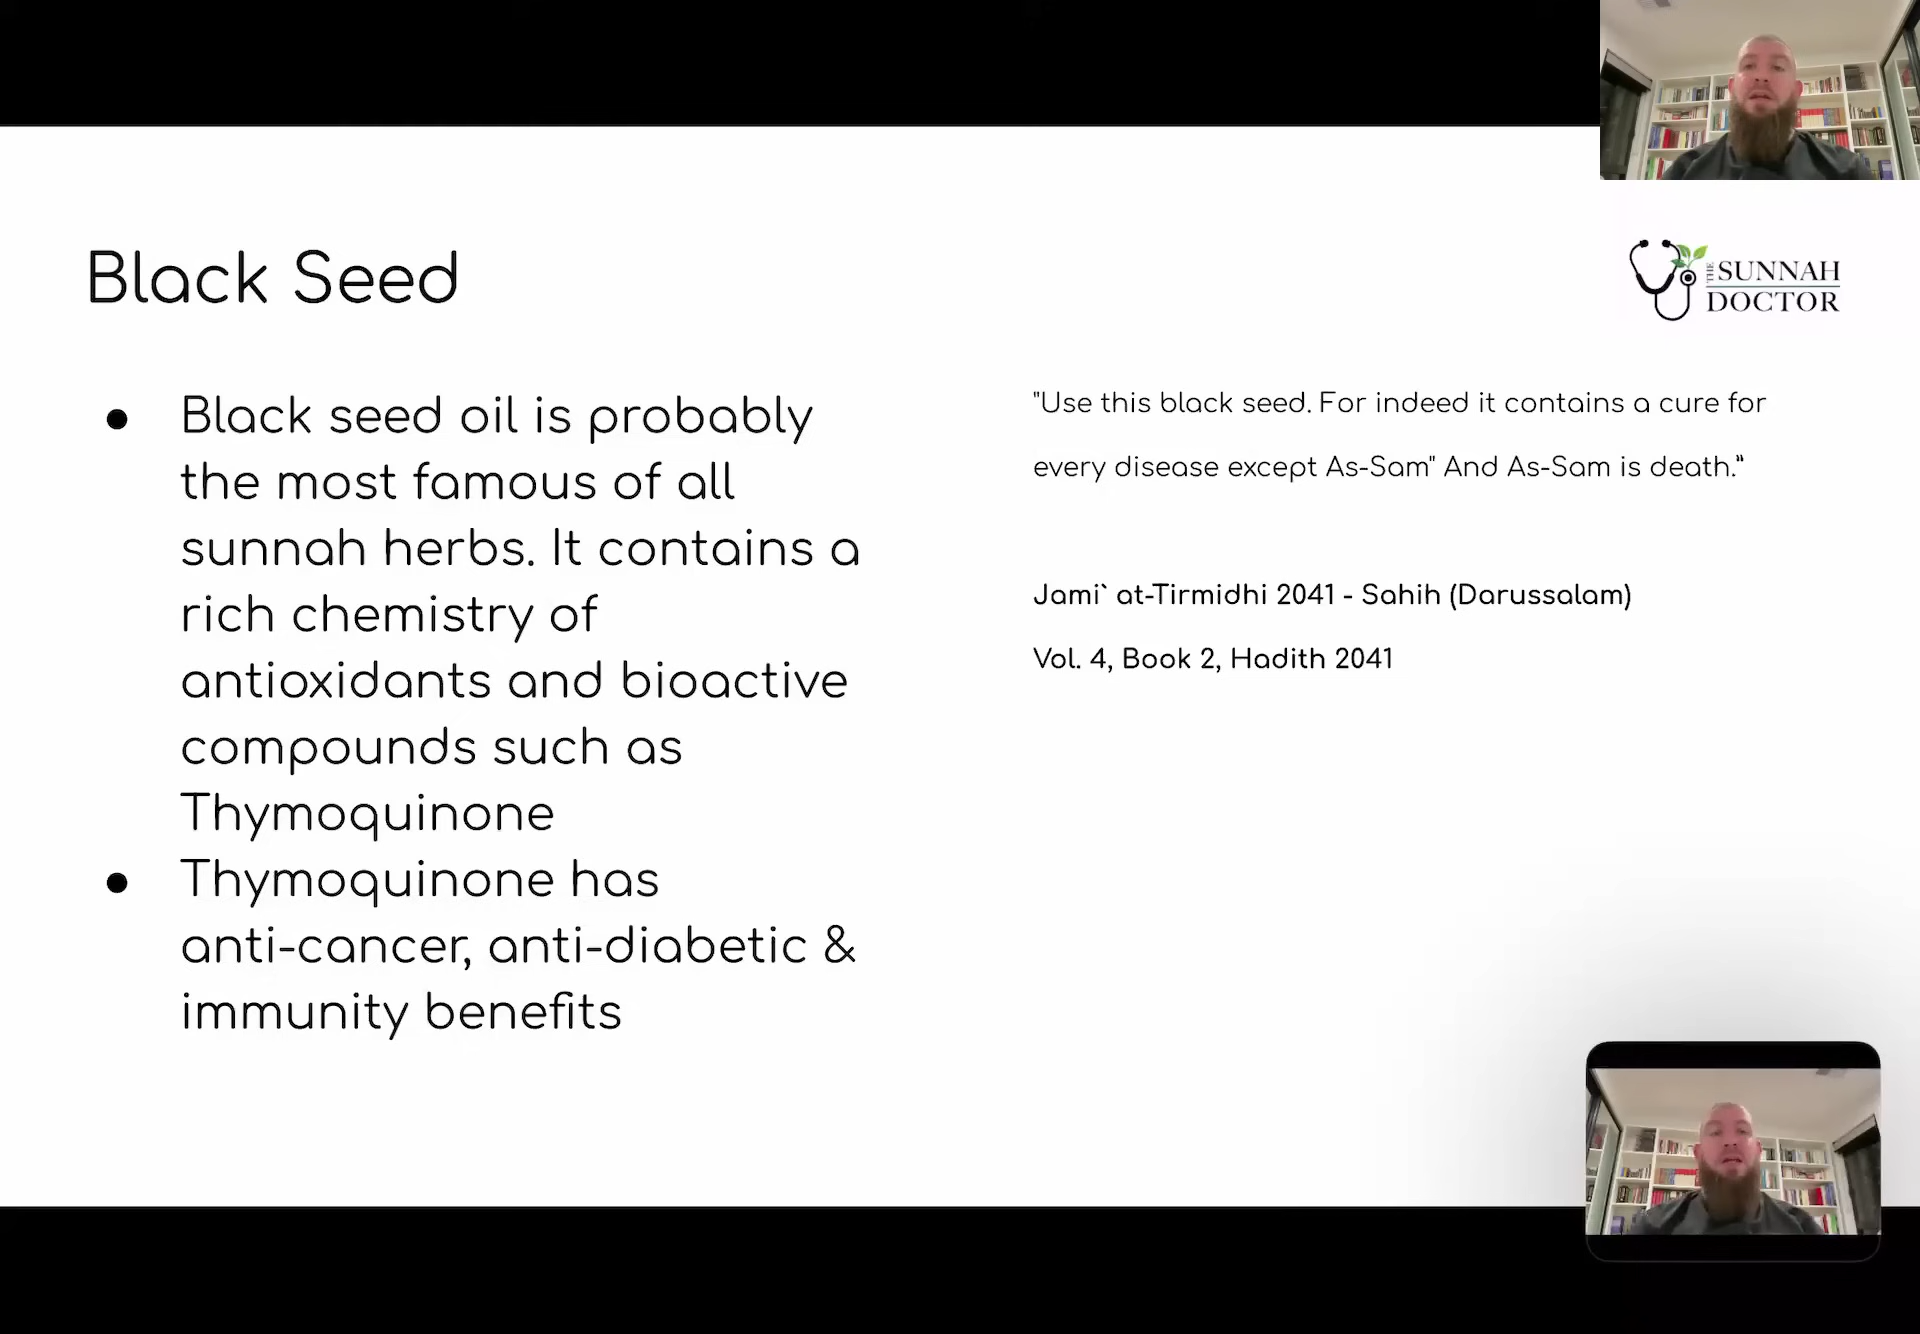 Black Seed
THE SUNNAH
DOCTOR
● Black seed oil is probably
the most famous of all
sunnah herbs. It contains a
rich chemistry of
antioxidants and bioactive
compounds such as
Thymoquinone
● Thymoquinone has
anti-cancer, anti-diabetic &
immunity benefits
"Use this black seed. For indeed it contains a cure for
every disease except As-Sam" And As-Sam is death.”
Jami` at-Tirmidhi 2041 - Sahih (Darussalam)
Vol. 4, Book 2, Hadith 2041